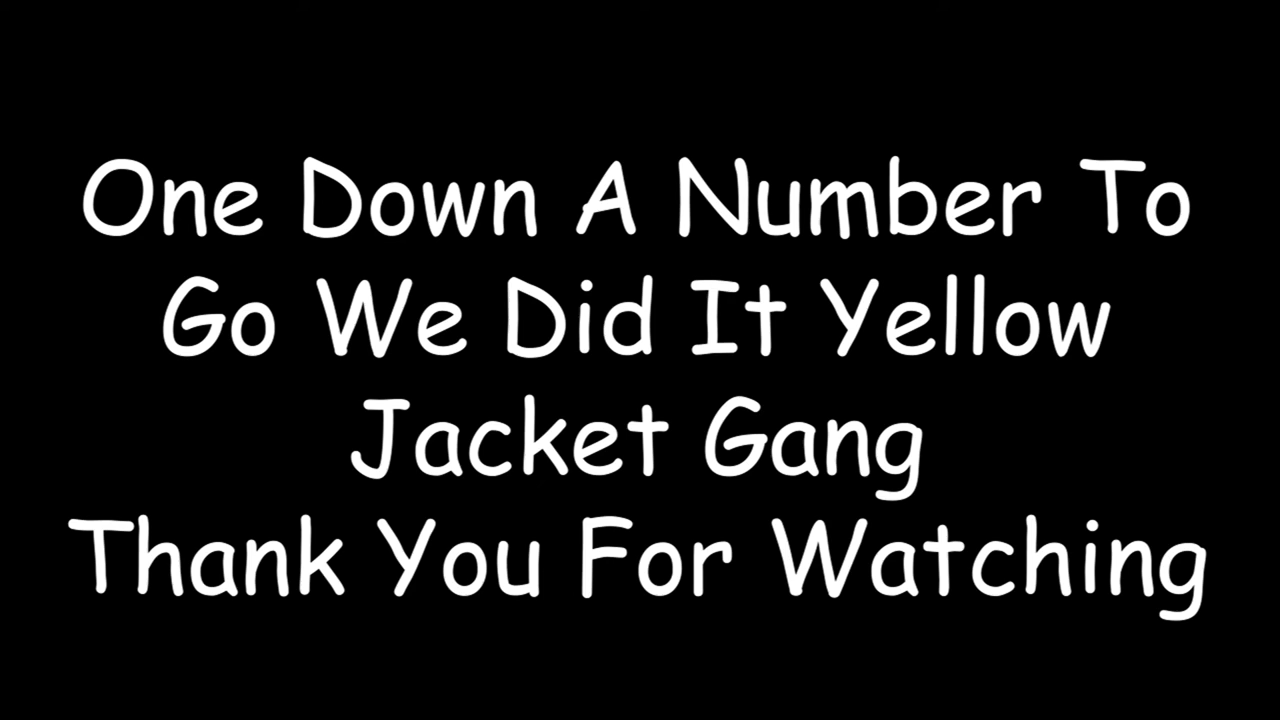 One Down A Number To
Go We Did It Yellow
Jacket Gang
Thank You For Watching